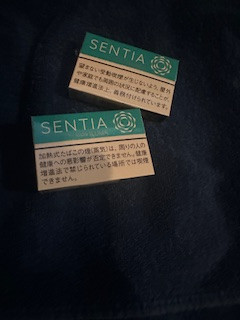 SENTIA
望まない受動喫煙が生じないよう、屋外
や家庭でも周囲の状況に配慮することが、
健康増進法上、義務付けられています。
SENTIA
加熱式たばこの煙(蒸気)は、周りの人の
健康への悪影響が否定できません。健康
増進法で禁じられている場所では喫煙
できません。